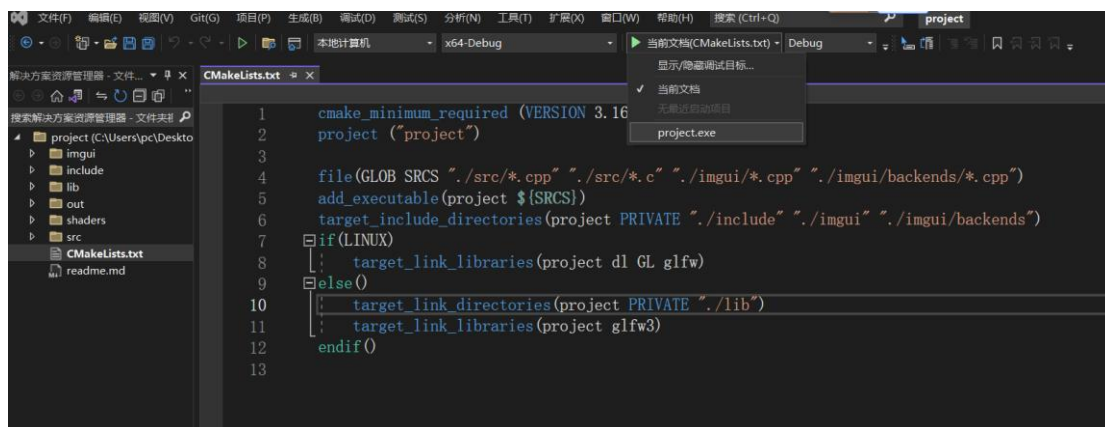 文件(F) 编辑(E) 视图(V) Git(G) 项目(P) 生成(B) 调试(D) 测试(S) 分析(N) 工具(T) 扩展(X) 窗口(W) 帮助(H) 搜索 (Ctrl+Q) project
本地计算机 x64-Debug 当前文档(CMakeLists.txt) Debug
显示/隐藏调试目标...
当前文档
无最近启动项目
project.exe
解决方案资源管理器 - 文件...
搜索解决方案资源管理器 - 文件夹视
project (C:\Users\pc\Deskto
imgui
include
lib
out
shaders
src
CMakeLists.txt
readme.md
CMakeLists.txt
1 cmake_minimum_required (VERSION 3.16
2 project ("project")
3
4 file(GLOB SRCS "./src/*.cpp" "./src/*.c" "./imgui/*.cpp" "./imgui/backends/*.cpp")
5 add_executable(project ${SRCS})
6 target_include_directories(project PRIVATE "./include" "./imgui" "./imgui/backends")
7 if(LINUX)
8 target_link_libraries(project dl GL glfw)
9 else()
10 target_link_directories(project PRIVATE "./lib")
11 target_link_libraries(project glfw3)
12 endif()
13